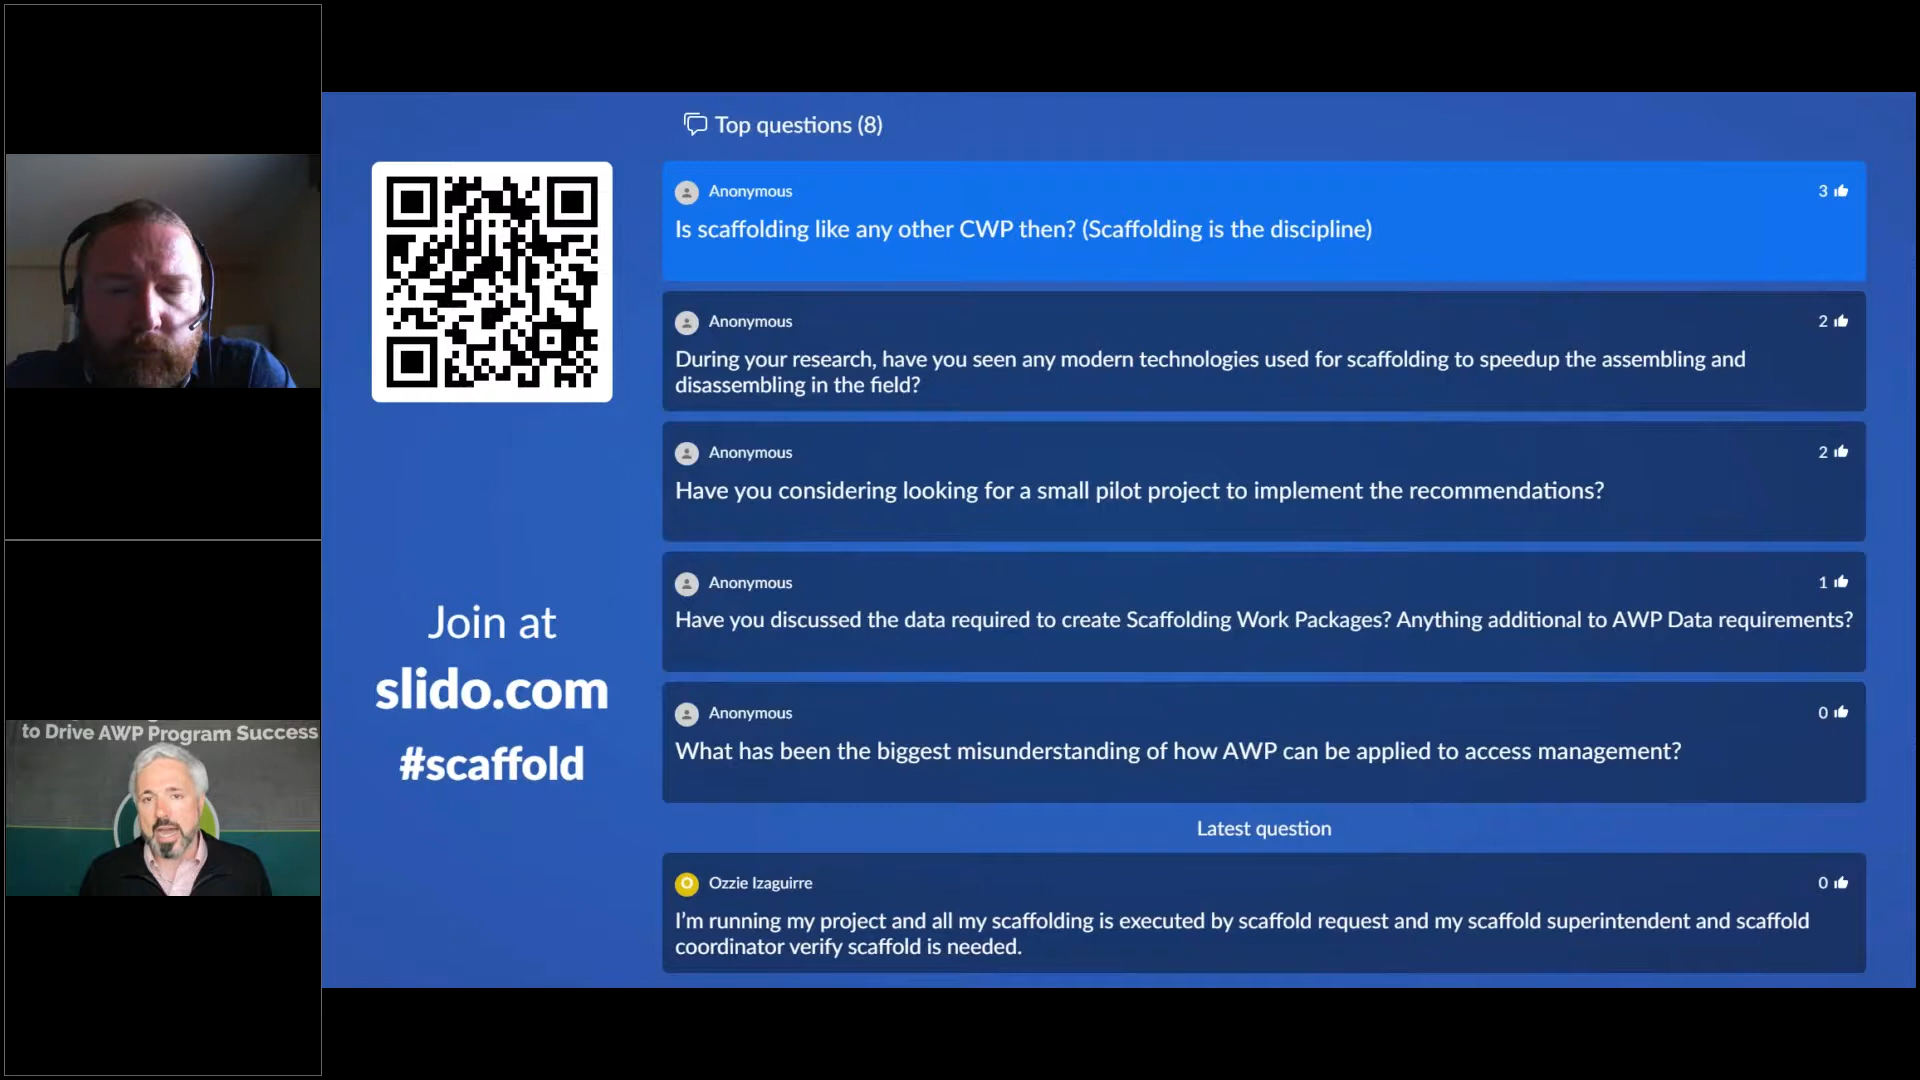 to Drive AWP Program Success
Top questions (8)
Join at
slido.com
#scaffold
Anonymous
3
Is scaffolding like any other CWP then? (Scaffolding is the discipline)
Anonymous
2
During your research, have you seen any modern technologies used for scaffolding to speedup the assembling and
disassembling in the field?
Anonymous
2
Have you considering looking for a small pilot project to implement the recommendations?
Anonymous
1
Have you discussed the data required to create Scaffolding Work Packages? Anything additional to AWP Data requirements?
Anonymous
0
What has been the biggest misunderstanding of how AWP can be applied to access management?
Latest question
O
Ozzie Izaguirre
0
I'm running my project and all my scaffolding is executed by scaffold request and my scaffold superintendent and scaffold
coordinator verify scaffold is needed.